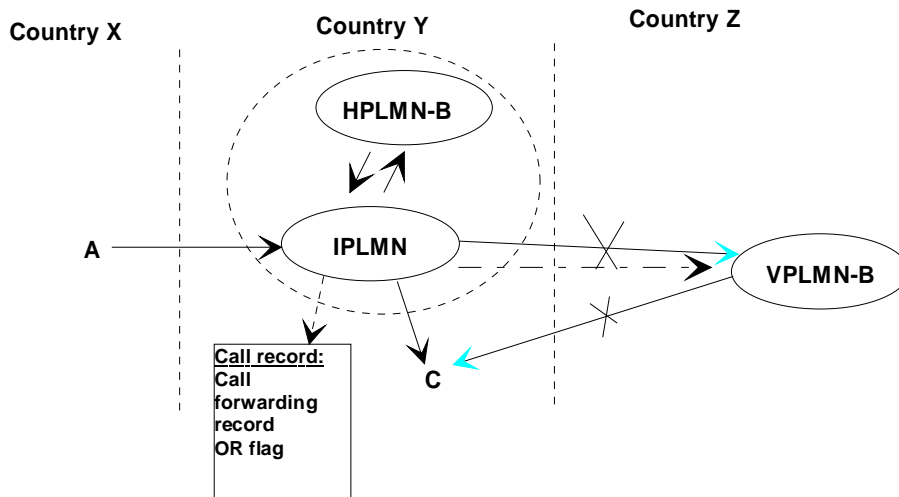 Country X
Country Y
Country Z
HPLMN-B
A
IPLMN
VPLMN-B
C
Call record:
Call
forwarding
record
OR flag